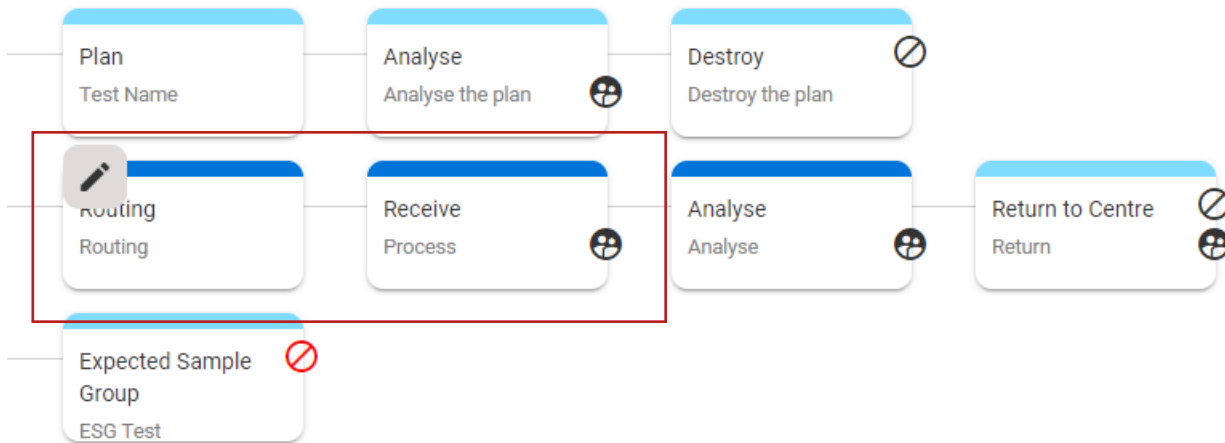 Plan
Test Name
Analyse
Analyse the plan
Destroy
Destroy the plan
Routing
Routing
Receive
Process
Analyse
Analyse
Return to Centre
Return
Expected Sample
Group
ESG Test